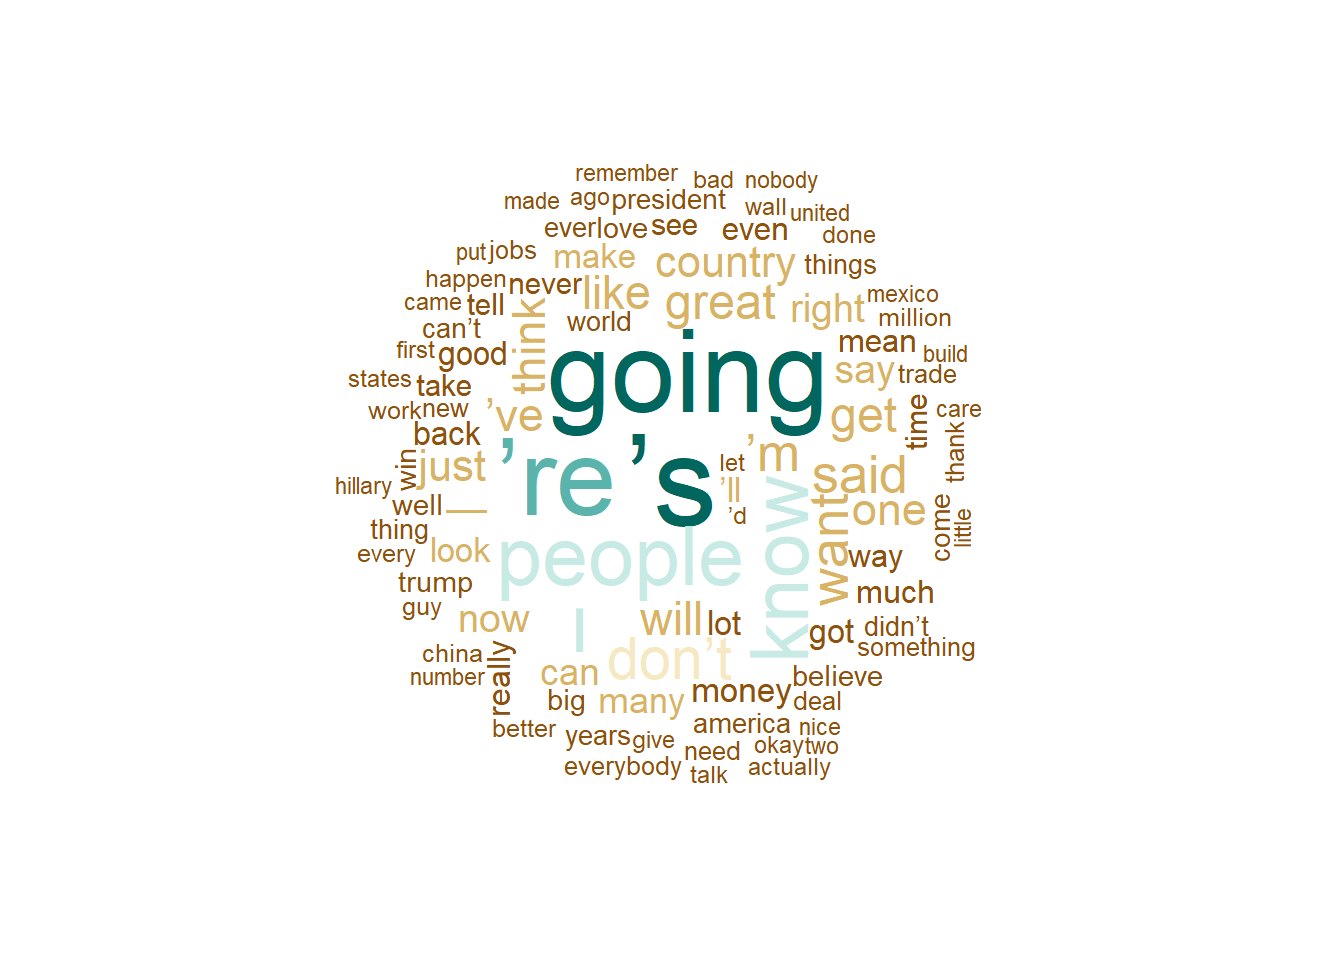 remember
bad
nobody
made
ago
president
wall
united
ever
love
see
even
done
put
jobs
make
country
things
happen
never
like
great
right
mexico
came
tell
think
world
million
can’t
going
mean
build
first
good
say
trade
states
take
’ve
get
time
care
work
new
back
’re
’s
’m
let
said
thank
win
just
’ll
hillary
well
—
’d
know
want
one
come
little
thing
every
look
people
way
trump
much
guy
now
I
will
lot
got
didn’t
something
china
number
really
can
don’t
believe
big
many
money
deal
better
years
give
america
nice
need
okay
two
everybody
talk
actually